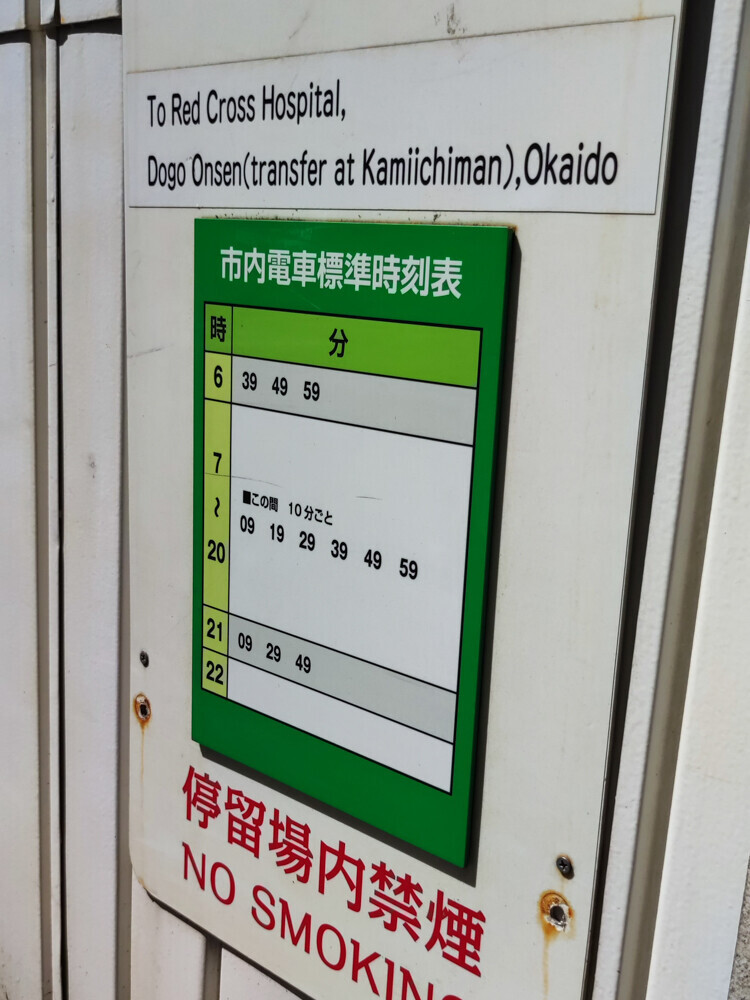 To Red Cross Hospital,
Dogo Onsen(transfer at Kamiichiman),Okaido
市内電車標準時刻表
時 分
6 39 49 59
7
■この間 10分ごと
～ 09 19 29 39 49 59
20
21 09 29 49
22
停留場内禁煙
NO SMOKING